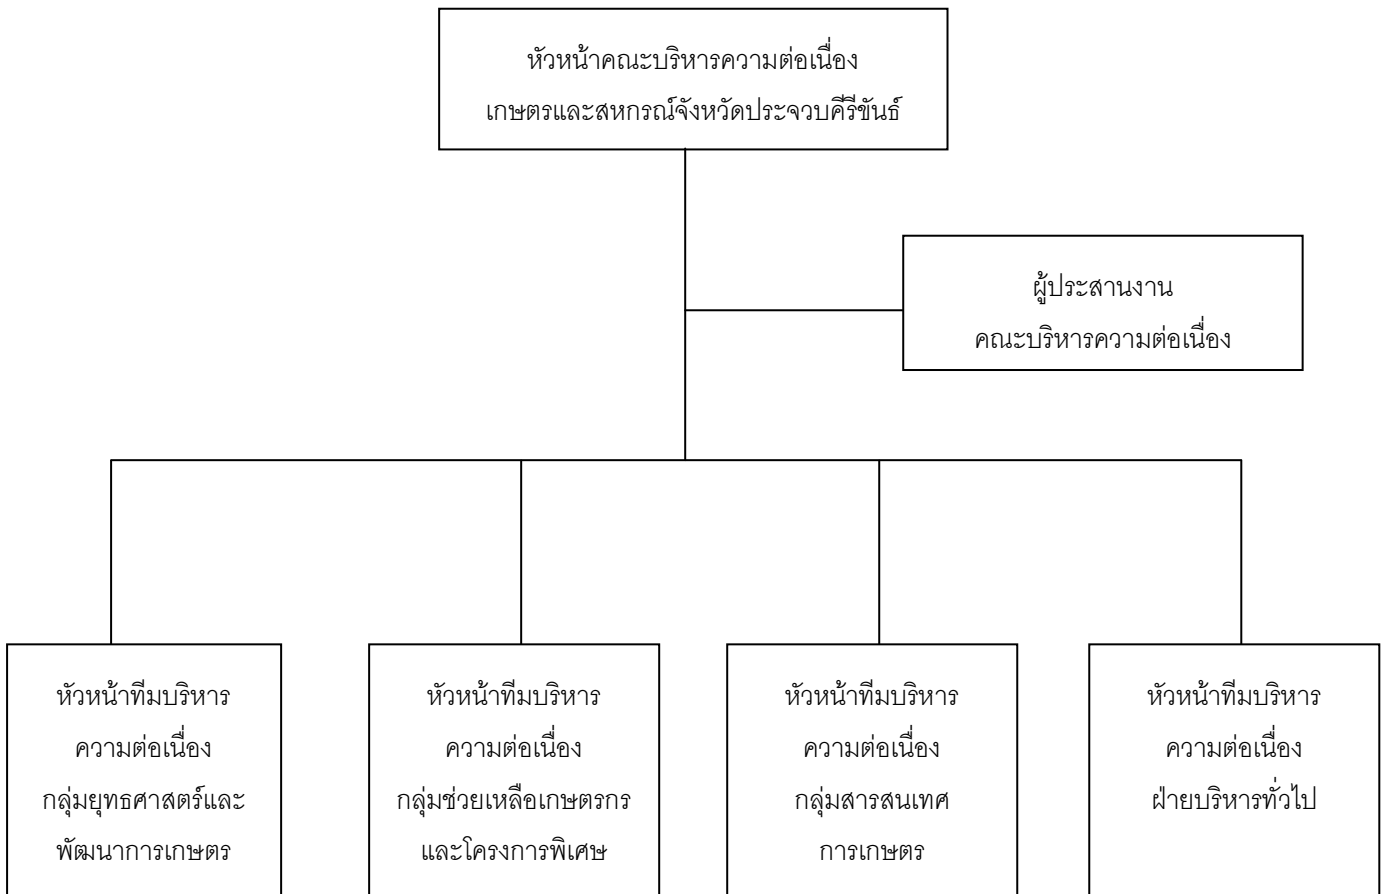 หัวหน้าคณะบริหารความต่อเนื่อง
เกษตรและสหกรณ์จังหวัดประจวบคีรีขันธ์
ผู้ประสานงาน
คณะบริหารความต่อเนื่อง
หัวหน้าทีมบริหาร
ความต่อเนื่อง
กลุ่มยุทธศาสตร์และ
พัฒนาการเกษตร
หัวหน้าทีมบริหาร
ความต่อเนื่อง
กลุ่มช่วยเหลือเกษตรกร
และโครงการพิเศษ
หัวหน้าทีมบริหาร
ความต่อเนื่อง
กลุ่มสารสนเทศ
การเกษตร
หัวหน้าทีมบริหาร
ความต่อเนื่อง
ฝ่ายบริหารทั่วไป